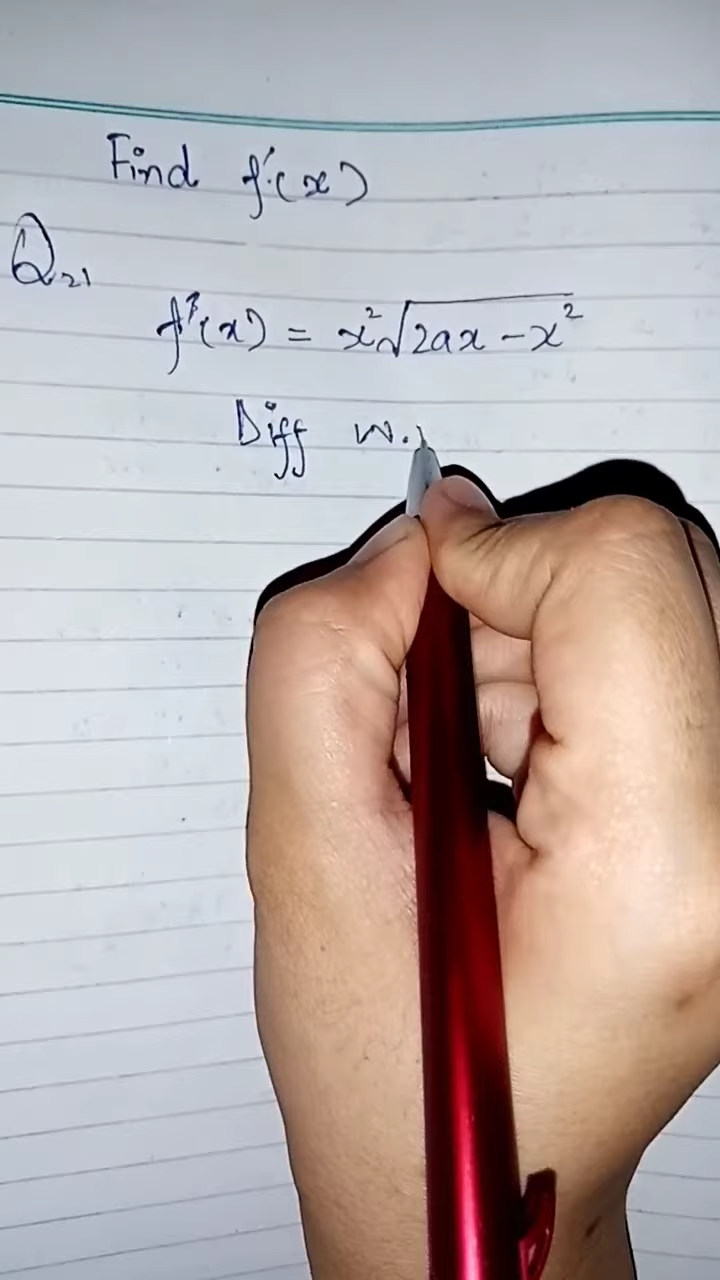 Find f'(x)
Q21
f'(x) = x²√2ax - x²
Diff w.r